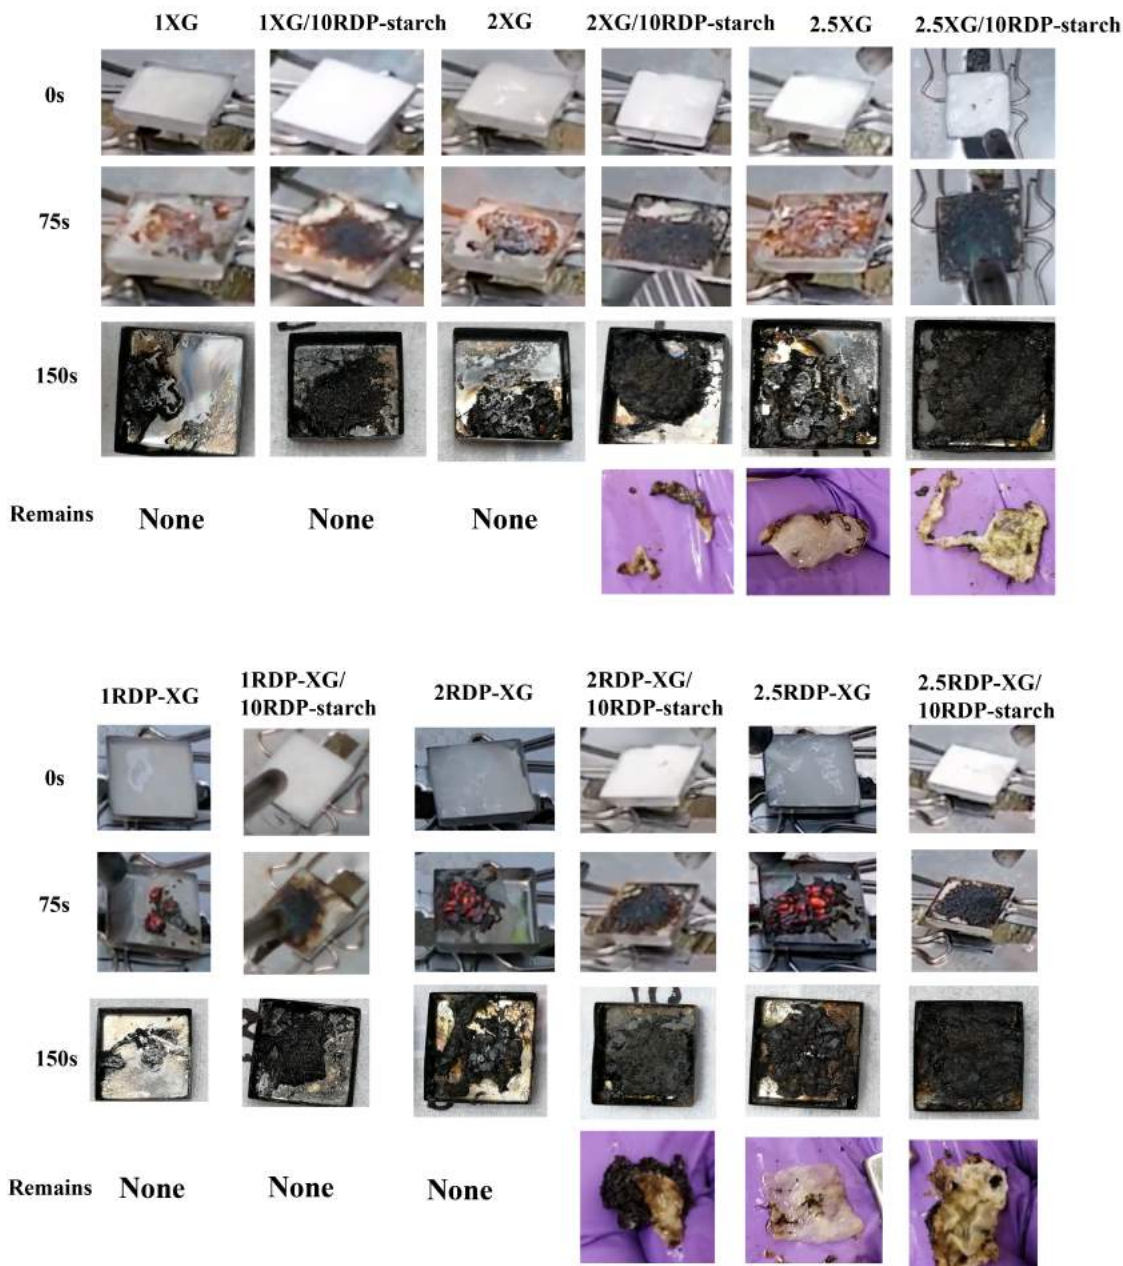 1XG 1XG/10RDP-starch 2XG 2XG/10RDP-starch 2.5XG 2.5XG/10RDP-starch
0s
75s
150s
Remains None None None
1RDP-XG 1RDP-XG/ 10RDP-starch 2RDP-XG 2RDP-XG/ 10RDP-starch 2.5RDP-XG 2.5RDP-XG/ 10RDP-starch
0s
75s
150s
Remains None None None